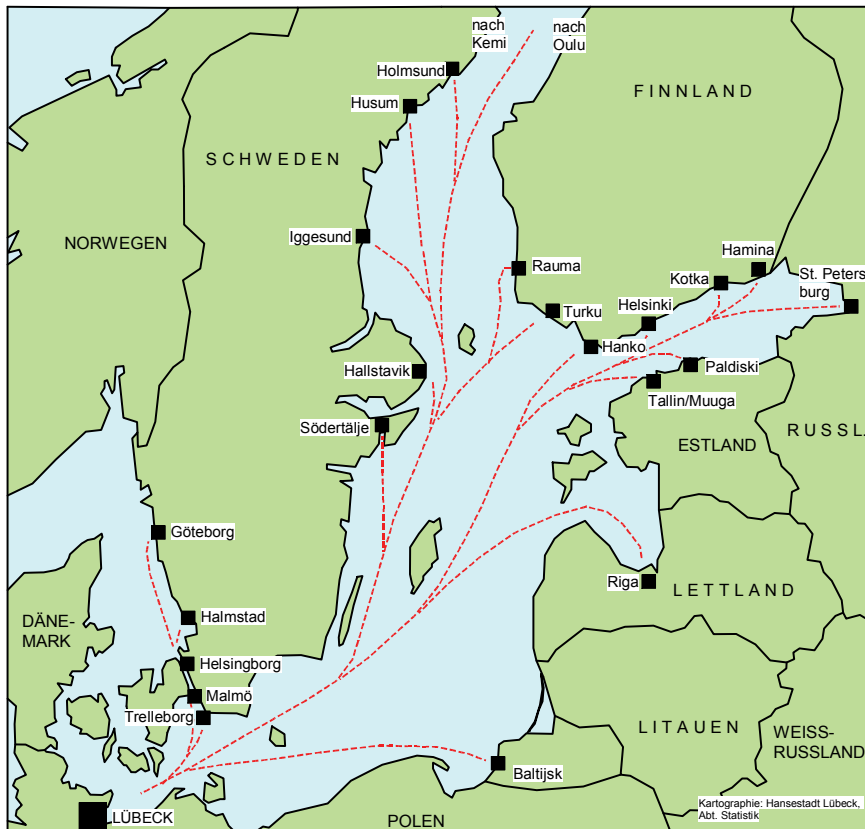 nach
Kemi
nach
Oulu
Holmsund
FINNLAND
Husum
SCHWEDEN
Iggesund
NORWEGEN
Hamina
Rauma
Kotka
St. Peters
burg
Turku
Helsinki
Hanko
Hallstavik
Paldiski
Tallin/Muuga
Södertälje
ESTLAND
RUSSL
Göteborg
Riga
LETTLAND
DÄNE-
MARK
Halmstad
Helsingborg
Malmö
Trelleborg
LITAUEN
WEISS-
RUSSLAND
Baltijsk
LÜBECK
POLEN
Kartographie: Hansestadt Lübeck,
Abt. Statistik